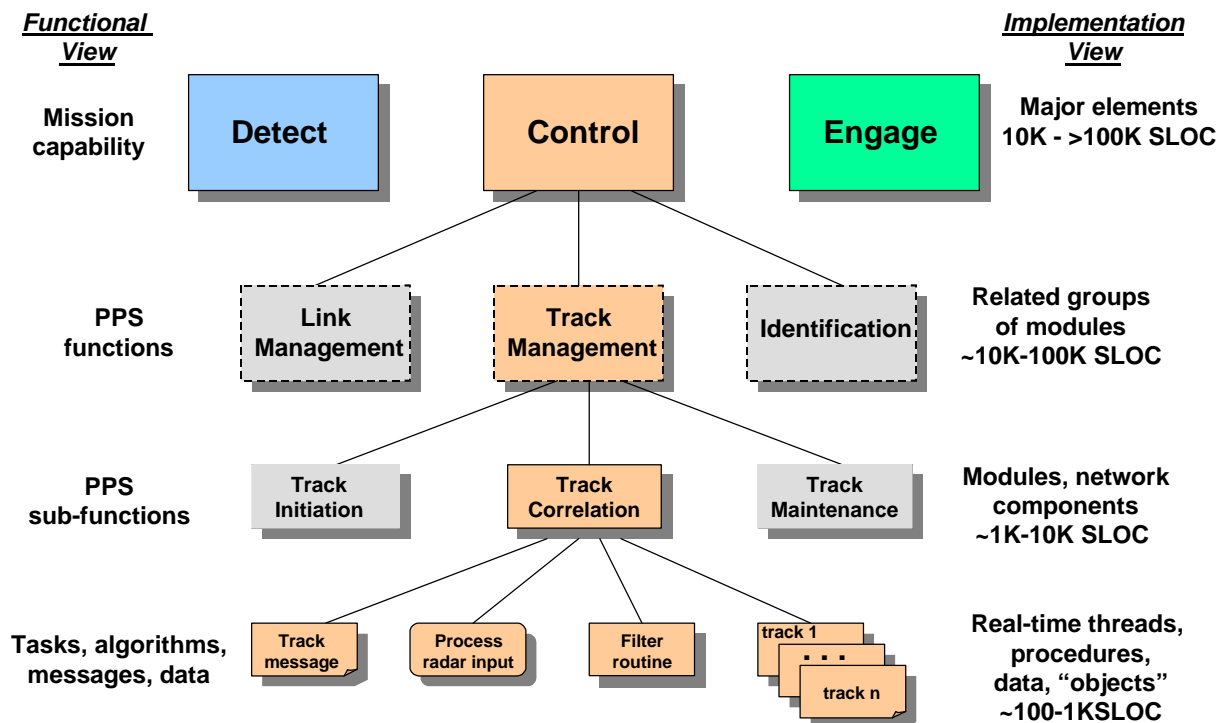 Functional
View
Implementation
View
Mission
capability
Detect
Control
Engage
Major elements
10K - >100K SLOC
PPS
functions
Link
Management
Track
Management
Identification
Related groups
of modules
~10K-100K SLOC
PPS
sub-functions
Track
Initiation
Track
Correlation
Track
Maintenance
Modules, network
components
~1K-10K SLOC
Tasks, algorithms,
messages, data
Track
message
Process
radar input
Filter
routine
track 1
. . .
track n
Real-time threads,
procedures,
data, “objects”
~100-1KSLOC